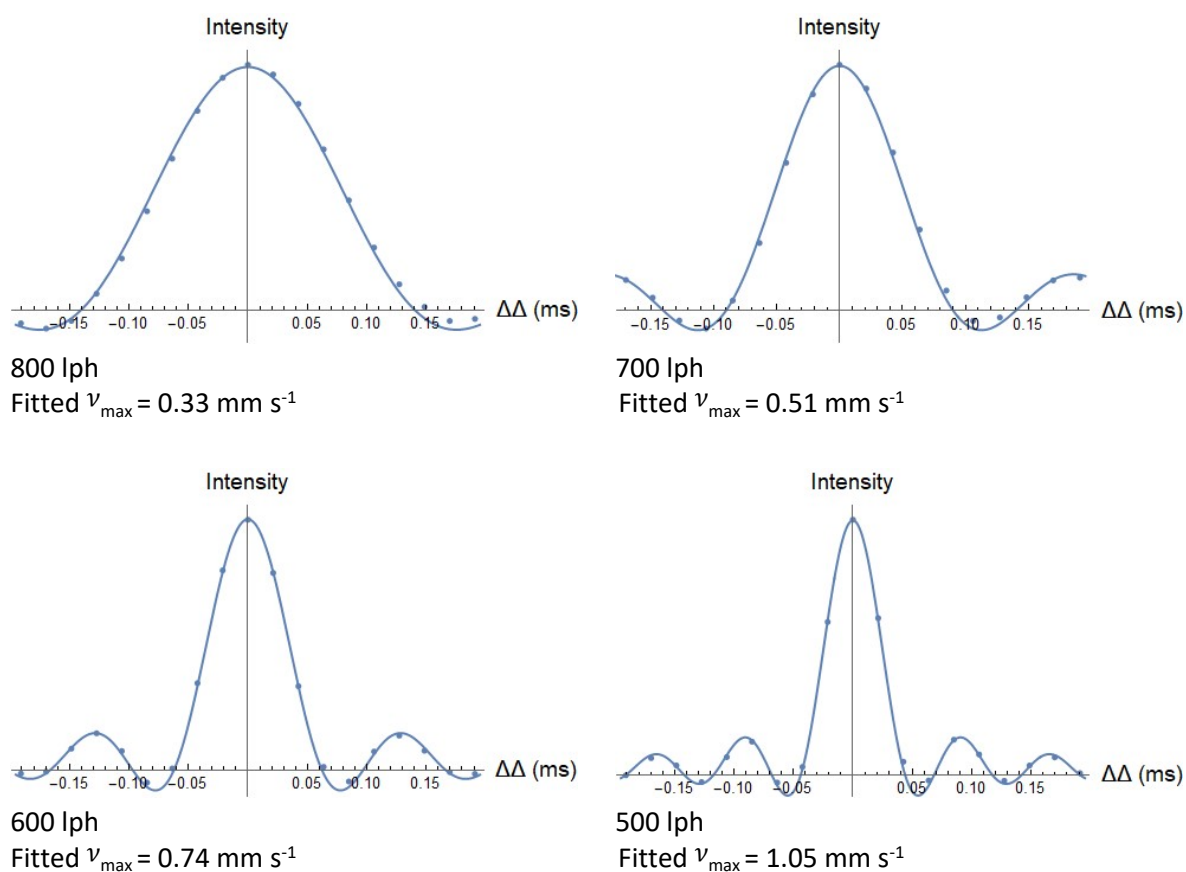 Intensity
ΔΔ (ms)
−0.15 −0.10 −0.05 0.05 0.10 0.15
800 lph
Fitted νmax = 0.33 mm s-1
Intensity
ΔΔ (ms)
−0.15 −0.10 −0.05 0.05 0.10 0.15
700 lph
Fitted νmax = 0.51 mm s-1
Intensity
ΔΔ (ms)
−0.15 −0.10 −0.05 0.05 0.10 0.15
600 lph
Fitted νmax = 0.74 mm s-1
Intensity
ΔΔ (ms)
−0.15 −0.10 −0.05 0.05 0.10 0.15
500 lph
Fitted νmax = 1.05 mm s-1